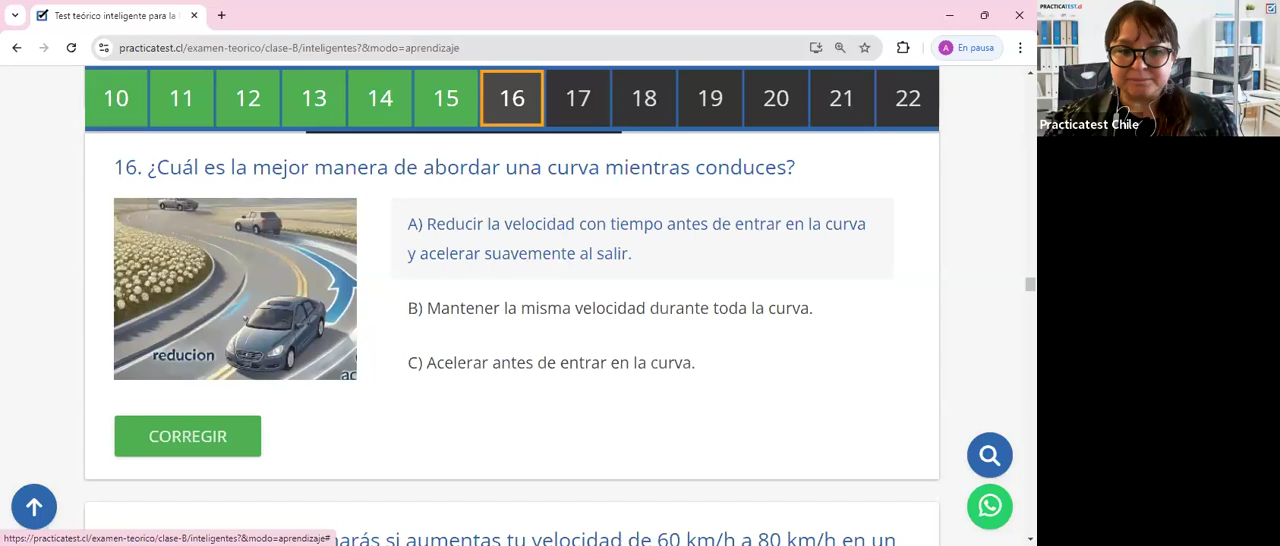 Test teórico inteligente para la
practicatest.cl/examen-teorico/clase-B/inteligentes?&modo=aprendizaje
A
En pausa
PRACTICATEST.cl
Practicatest Chile
10 11 12 13 14 15 16 17 18 19 20 21 22
16. ¿Cuál es la mejor manera de abordar una curva mientras conduces?
A) Reducir la velocidad con tiempo antes de entrar en la curva
y acelerar suavemente al salir.
B) Mantener la misma velocidad durante toda la curva.
C) Acelerar antes de entrar en la curva.
reducion
ac
CORREGIR
https://practicatest.cl/examen-teorico/clase-B/inteligentes?&modo=aprendizaje#
arás si aumentas tu velocidad de 60 km/h a 80 km/h en un